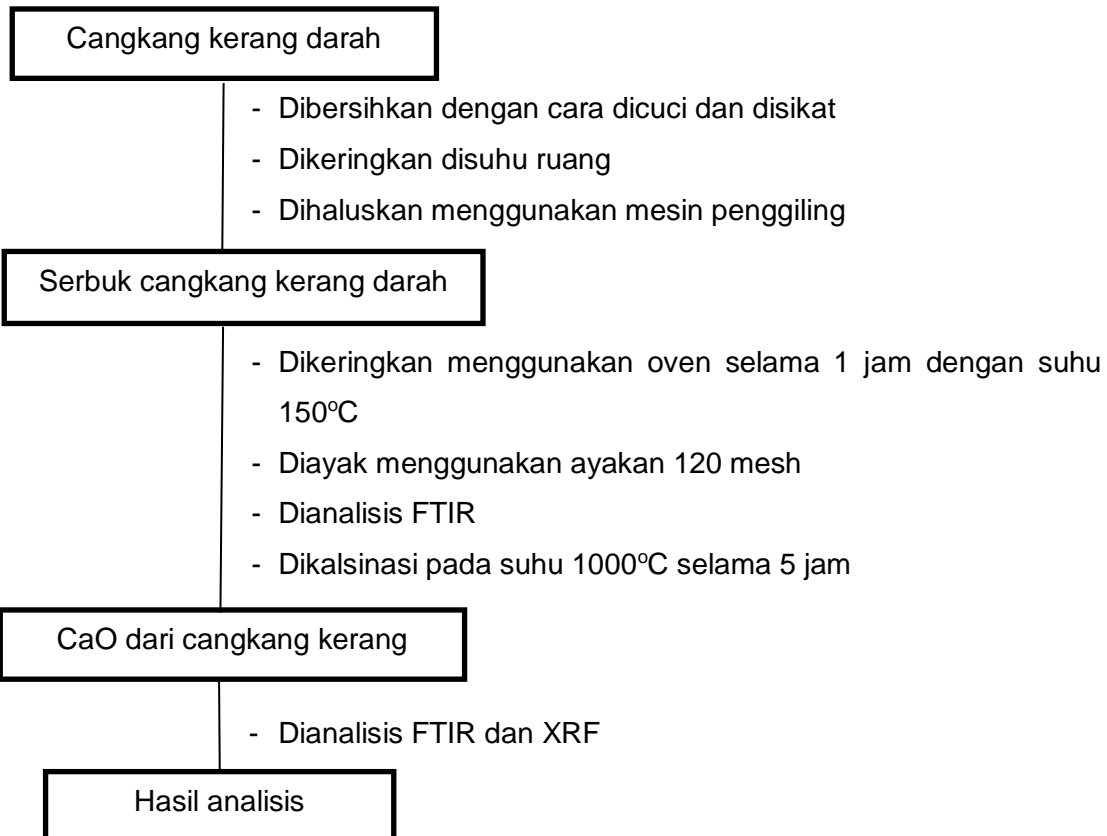 Cangkang kerang darah
- Dibersihkan dengan cara dicuci dan disikat
- Dikeringkan disuhu ruang
- Dihaluskan menggunakan mesin penggiling
Serbuk cangkang kerang darah
- Dikeringkan menggunakan oven selama 1 jam dengan suhu
150ºC
- Diayak menggunakan ayakan 120 mesh
- Dianalisis FTIR
- Dikalsinasi pada suhu 1000ºC selama 5 jam
CaO dari cangkang kerang
- Dianalisis FTIR dan XRF
Hasil analisis